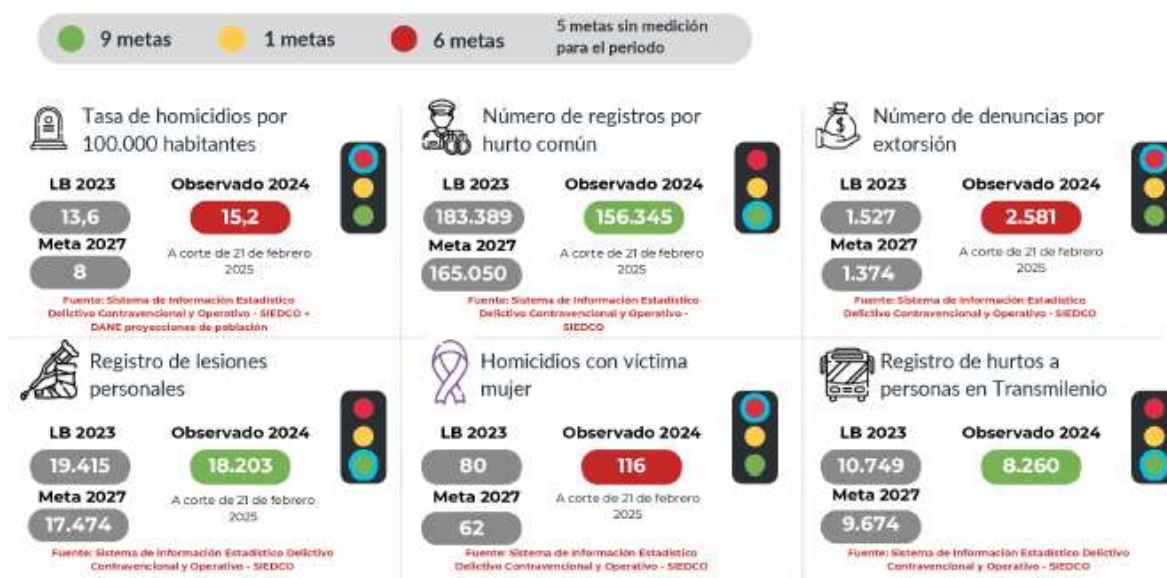 9 metas
1 metas
6 metas
5 metas sin medición
para el periodo
Tasa de homicidios por
100.000 habitantes
LB 2023
Observado 2024
13,6
15,2
Meta 2027
8
A corte de 21 de febrero
2025
Fuente: Sistema de Información Estadístico
Delictivo Contravencional y Operativo - SIEDCO +
DANE proyecciones de población
Número de registros por
hurto común
LB 2023
Observado 2024
183.389
156.345
Meta 2027
165.050
A corte de 21 de febrero
2025
Fuente: Sistema de Información Estadístico
Delictivo Contravencional y Operativo -
SIEDCO
Número de denuncias por
extorsión
LB 2023
Observado 2024
1.527
2.581
Meta 2027
1.374
A corte de 21 de febrero
2025
Fuente: Sistema de Información Estadístico
Delictivo Contravencional y Operativo - SIEDCO
Registro de lesiones
personales
LB 2023
Observado 2024
19.415
18.203
Meta 2027
17.474
A corte de 21 de febrero
2025
Fuente: Sistema de Información Estadístico Delictivo
Contravencional y Operativo - SIEDCO
Homicidios con víctima
mujer
LB 2023
Observado 2024
80
116
Meta 2027
62
A corte de 21 de febrero
2025
Fuente: Sistema de Información Estadístico
Delictivo Contravencional y Operativo - SIEDCO
Registro de hurtos a
personas en Transmilenio
LB 2023
Observado 2024
10.749
8.260
Meta 2027
9.674
Fuente: Sistema de Información Estadístico Delictivo
Contravencional y Operativo - SIEDCO